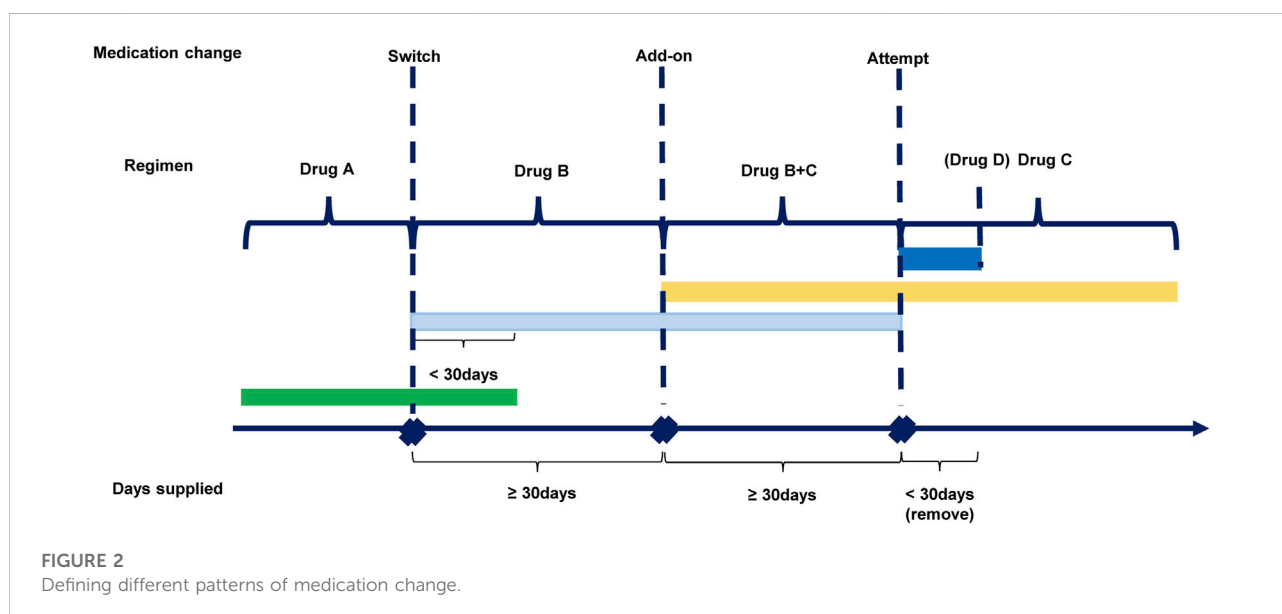 Medication change
Switch
Add-on
Attempt
Regimen
Drug A
Drug B
Drug B+C
(Drug D) Drug C
< 30days
Days supplied
≥ 30days
≥ 30days
< 30days
(remove)
FIGURE 2
Defining different patterns of medication change.